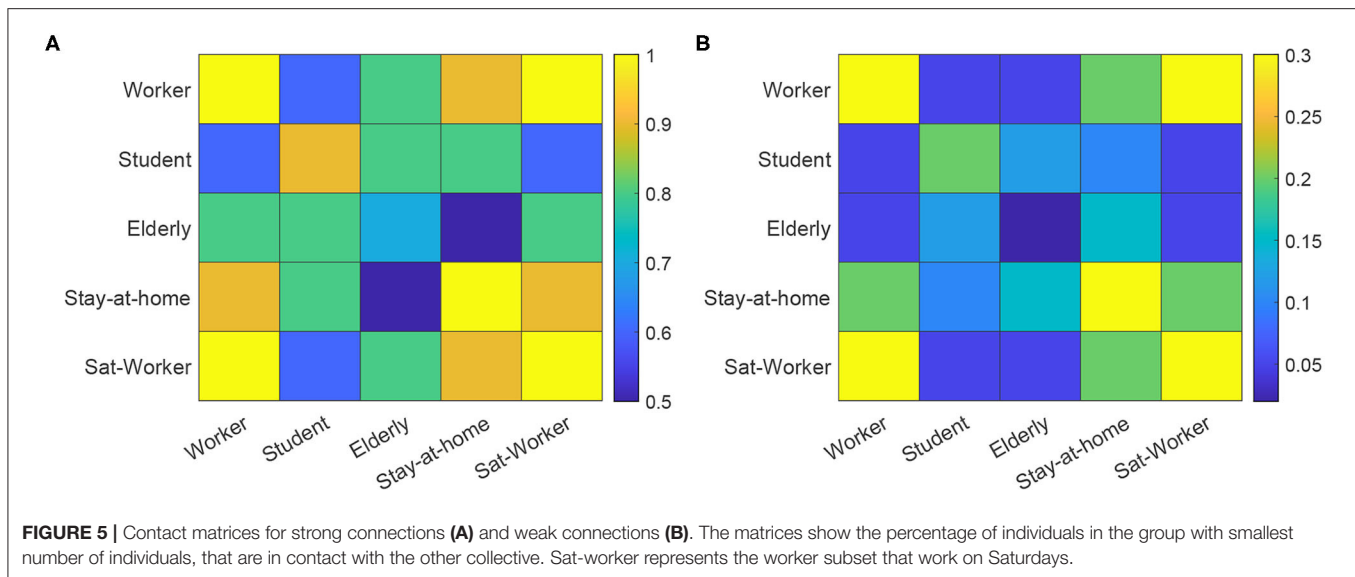 A
Worker
Student
Elderly
Stay-at-home
Sat-Worker
Worker
Student
Elderly
Stay-at-home
Sat-Worker
1
0.9
0.8
0.7
0.6
0.5
B
Worker
Student
Elderly
Stay-at-home
Sat-Worker
Worker
Student
Elderly
Stay-at-home
Sat-Worker
0.3
0.25
0.2
0.15
0.1
0.05
FIGURE 5 | Contact matrices for strong connections (A) and weak connections (B). The matrices show the percentage of individuals in the group with smallest
number of individuals, that are in contact with the other collective. Sat-worker represents the worker subset that work on Saturdays.